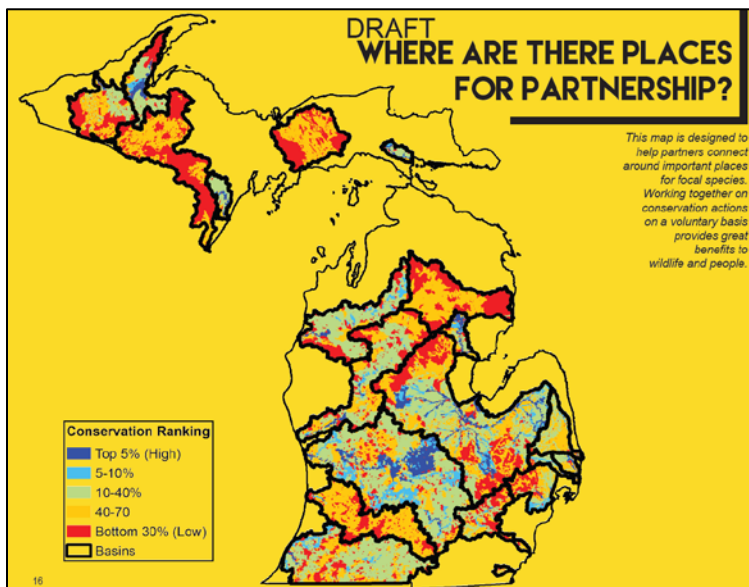 DRAFT
WHERE ARE THERE PLACES
FOR PARTNERSHIP?
This map is designed to
help partners connect
around important places
for focal species.
Working together on
conservation actions
on a voluntary basis
provides great
benefits to
wildlife and people.
Conservation Ranking
Top 5% (High)
5-10%
10-40%
40-70
Bottom 30% (Low)
Basins
16